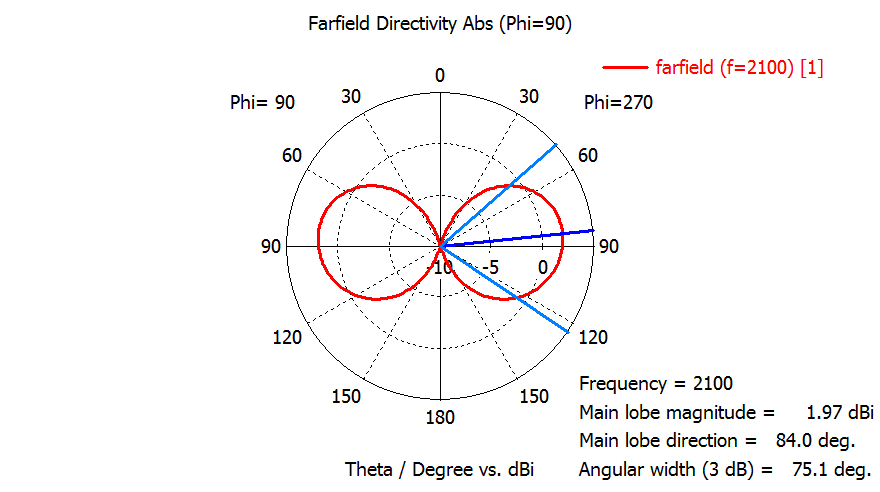 Farfield Directivity Abs (Phi=90)
farfield (f=2100) [1]
0
30
30
Phi= 90
Phi=270
60
60
90
90
-10
-5
0
120
120
150
150
180
Frequency = 2100
Main lobe magnitude = 1.97 dBi
Main lobe direction = 84.0 deg.
Theta / Degree vs. dBi
Angular width (3 dB) = 75.1 deg.